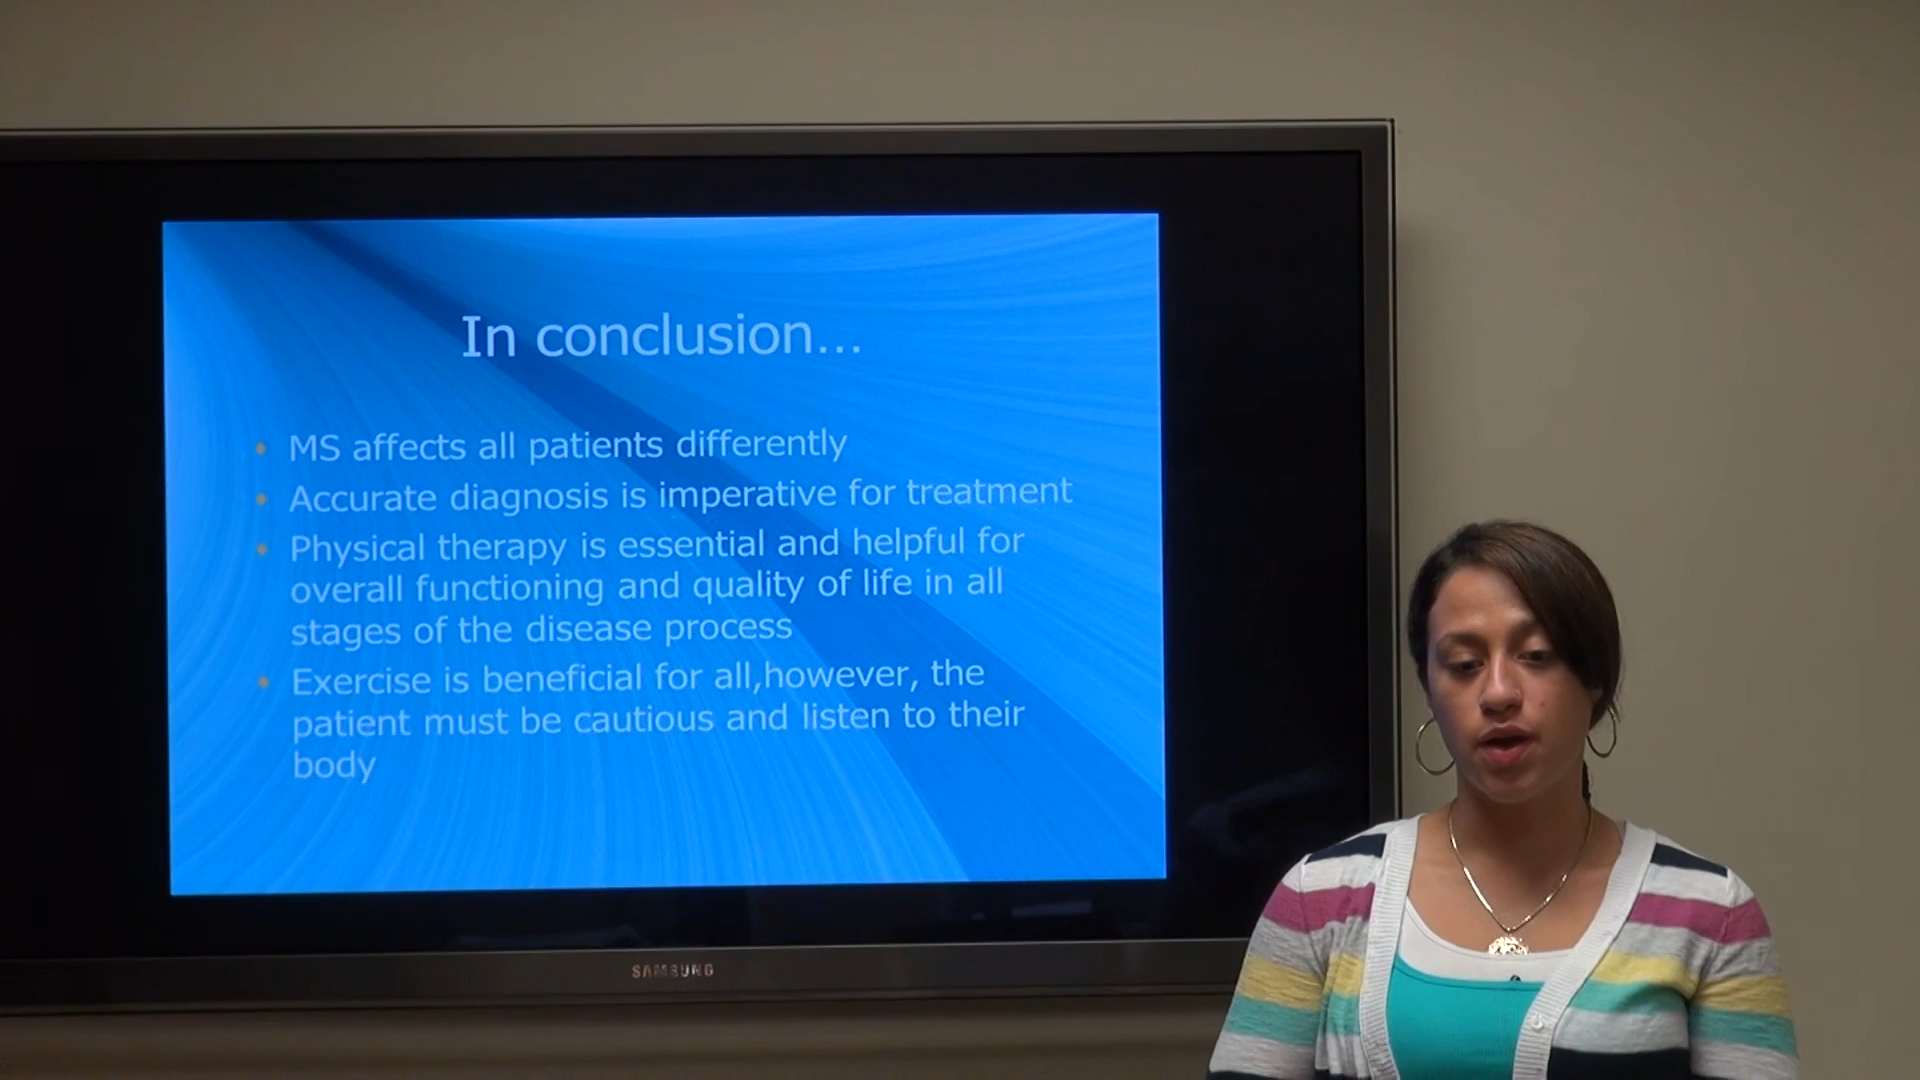 In conclusion...
MS affects all patients differently
Accurate diagnosis is imperative for treatment
Physical therapy is essential and helpful for
overall functioning and quality of life in all
stages of the disease process
Exercise is beneficial for all,however, the
patient must be cautious and listen to their
body
SAMSUNG